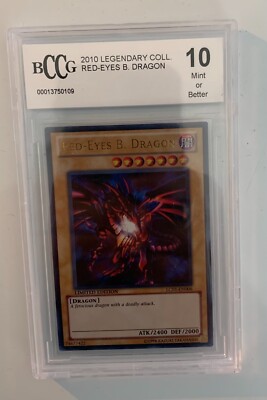 BCCG
2010 LEGENDARY COLL.
RED-EYES B. DRAGON
00013750109
10
Mint
or
Better
RED-EYES B. DRAGON
LIMITED EDITION
[DRAGON]
A ferocious dragon with a deadly attack.
ATK/2400 DEF/2000